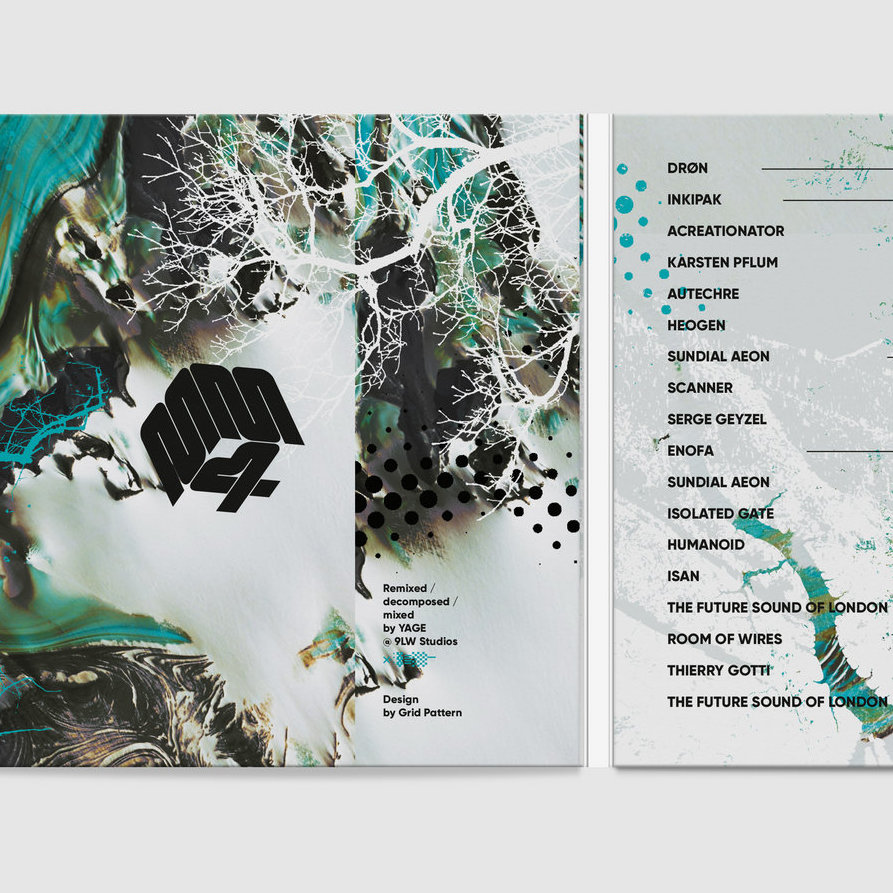 Remixed /
decomposed /
mixed
by YAGE
@ 9LW Studios
Design
by Grid Pattern
DRØN
INKIPAK
ACREATIONATOR
KARSTEN PFLUM
AUTECHRE
HEOGEN
SUNDIAL AEON
SCANNER
SERGE GEYZEL
ENOFA
SUNDIAL AEON
ISOLATED GATE
HUMANOID
ISAN
THE FUTURE SOUND OF LONDON
ROOM OF WIRES
THIERRY GOTTI
THE FUTURE SOUND OF LONDON